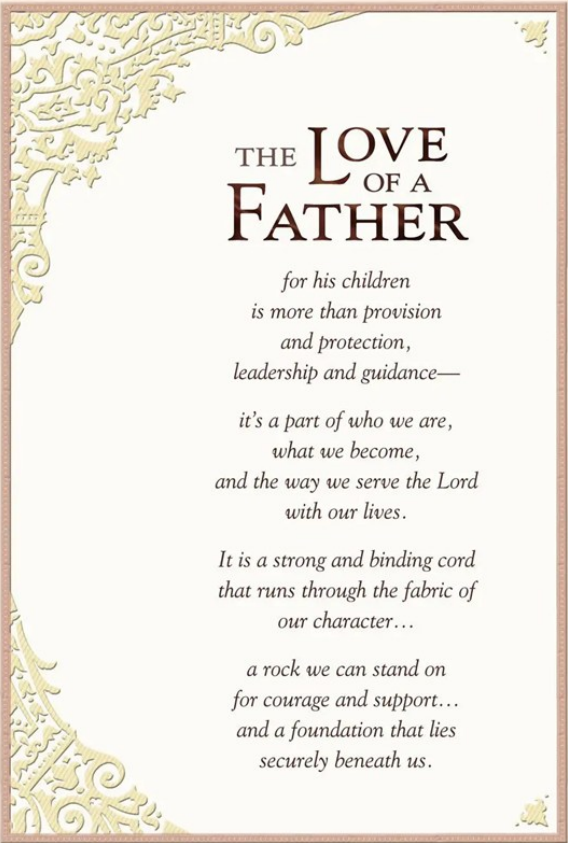 THE LOVE
OF A
FATHER
for his children
is more than provision
and protection,
leadership and guidance—
it's a part of who we are,
what we become,
and the way we serve the Lord
with our lives.
It is a strong and binding cord
that runs through the fabric of
our character...
a rock we can stand on
for courage and support...
and a foundation that lies
securely beneath us.